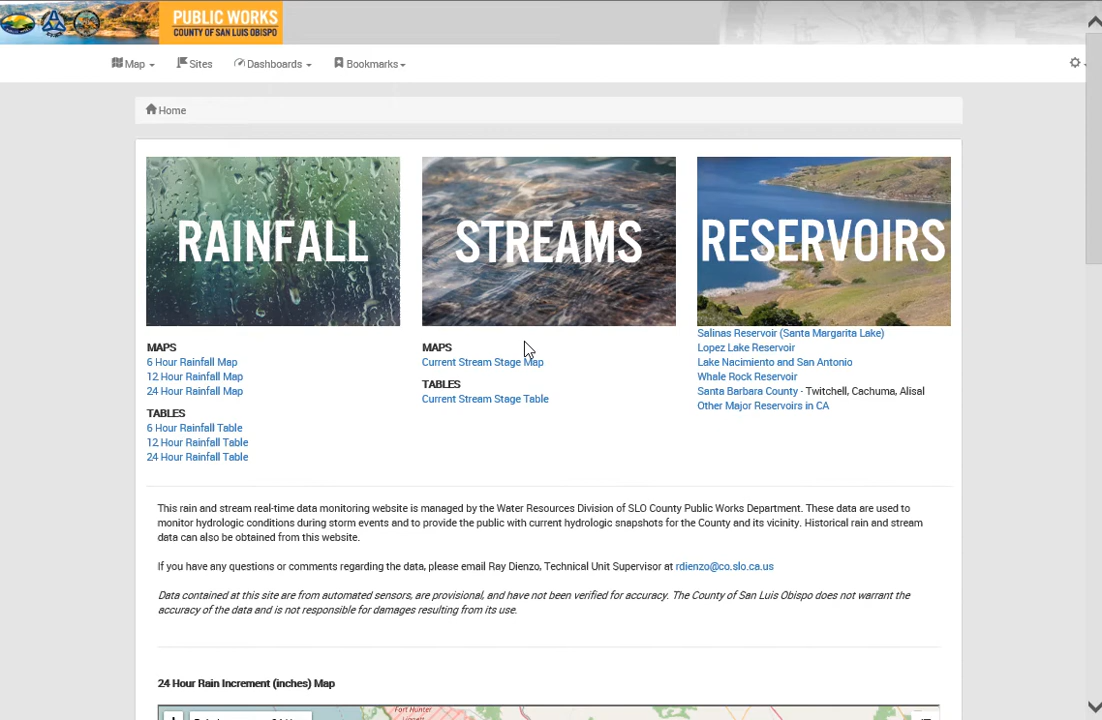 PUBLIC WORKS
COUNTY OF SAN LUIS OBISPO
Map
Sites
Dashboards
Bookmarks
Home
RAINFALL
STREAMS
RESERVOIRS
MAPS
6 Hour Rainfall Map
12 Hour Rainfall Map
24 Hour Rainfall Map
TABLES
6 Hour Rainfall Table
12 Hour Rainfall Table
24 Hour Rainfall Table
MAPS
Current Stream Stage Map
TABLES
Current Stream Stage Table
Salinas Reservoir (Santa Margarita Lake)
Lopez Lake Reservoir
Lake Nacimiento and San Antonio
Whale Rock Reservoir
Santa Barbara County - Twitchell, Cachuma, Alisal
Other Major Reservoirs in CA
This rain and stream real-time data monitoring website is managed by the Water Resources Division of SLO County Public Works Department. These data are used to
monitor hydrologic conditions during storm events and to provide the public with current hydrologic snapshots for the County and its vicinity. Historical rain and stream
data can also be obtained from this website.
If you have any questions or comments regarding the data, please email Ray Dienzo, Technical Unit Supervisor at rdienzo@co.slo.ca.us
Data contained at this site are from automated sensors, are provisional, and have not been verified for accuracy. The County of San Luis Obispo does not warrant the
accuracy of the data and is not responsible for damages resulting from its use.
24 Hour Rain Increment (inches) Map
Fort Hunter